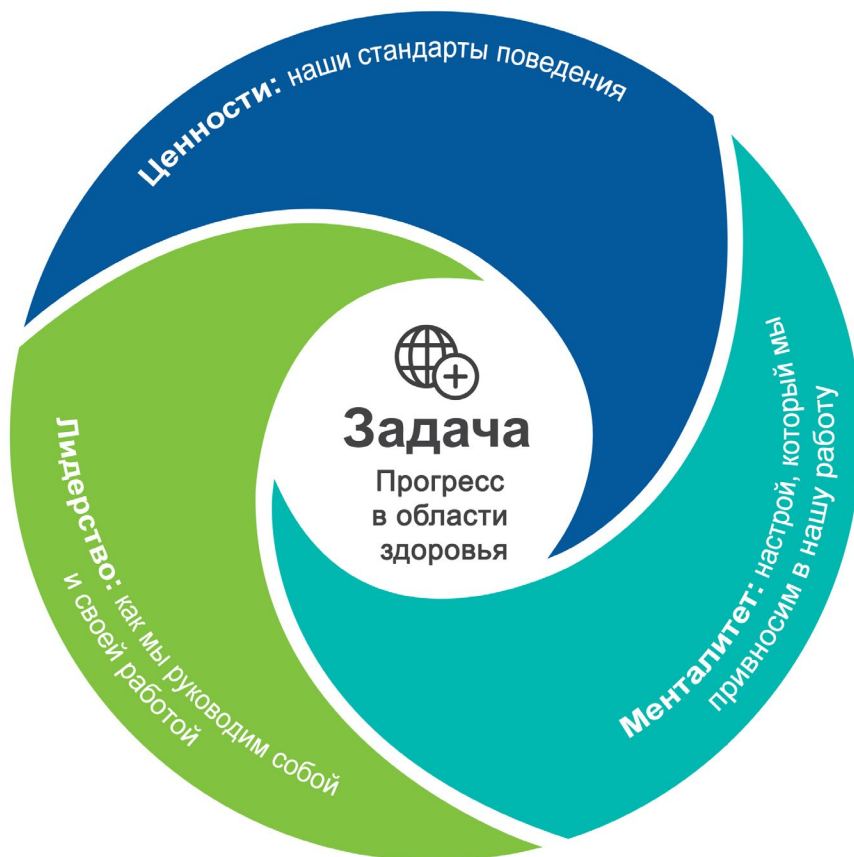 Ценности: наши стандарты поведения
Менталитет: настрой, который мы
привносим в нашу работу
Лидерство: как мы руководим собой
и своей работой
Задача
Прогресс
в области
здоровья